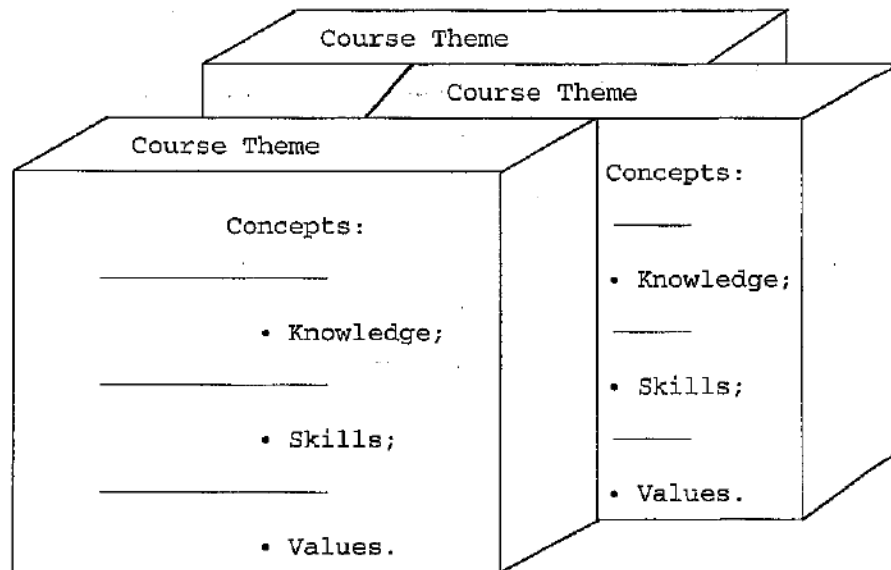 Course Theme
Course Theme
Course Theme
Concepts:
• Knowledge;
• Skills;
• Values.
Concepts:
• Knowledge;
• Skills;
• Values.